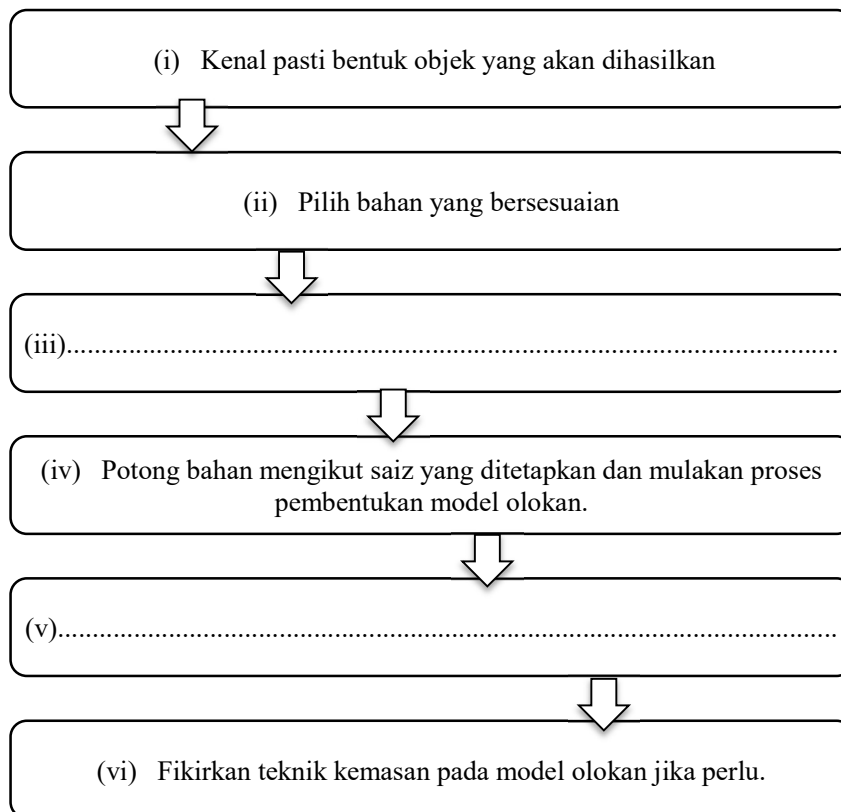 (i) Kenal pasti bentuk objek yang akan dihasilkan
(ii) Pilih bahan yang bersesuaian
(iii)................................................................................................................
(iv) Potong bahan mengikut saiz yang ditetapkan dan mulakan proses
pembentukan model olokan.
(v).................................................................................................................
(vi) Fikirkan teknik kemasan pada model olokan jika perlu.